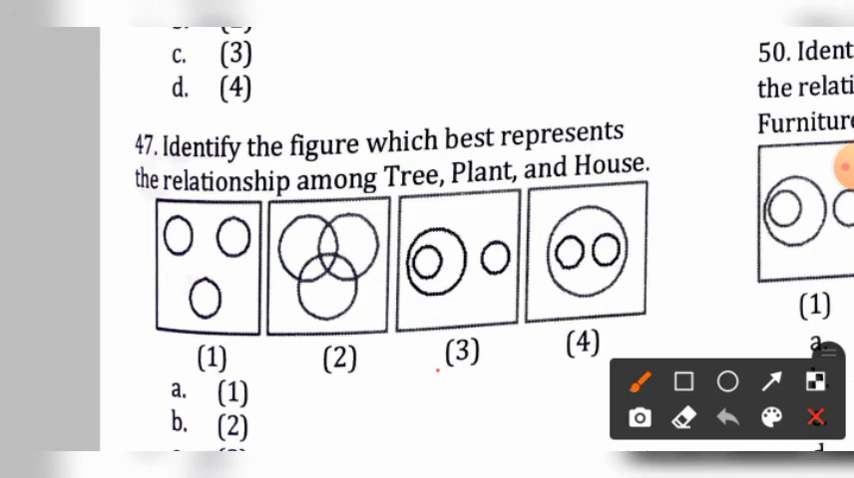 c. (3)
d. (4)
47. Identify the figure which best represents
the relationship among Tree, Plant, and House.
(1) (2) (3) (4)
a. (1)
b. (2)
50. Ident
the relati
Furniture
(1)
a.